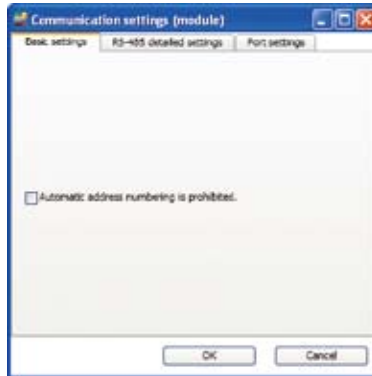 Communication settings (module)
Basic settings RS-485 detailed settings Port settings
Automatic address numbering is prohibited.
OK Cancel